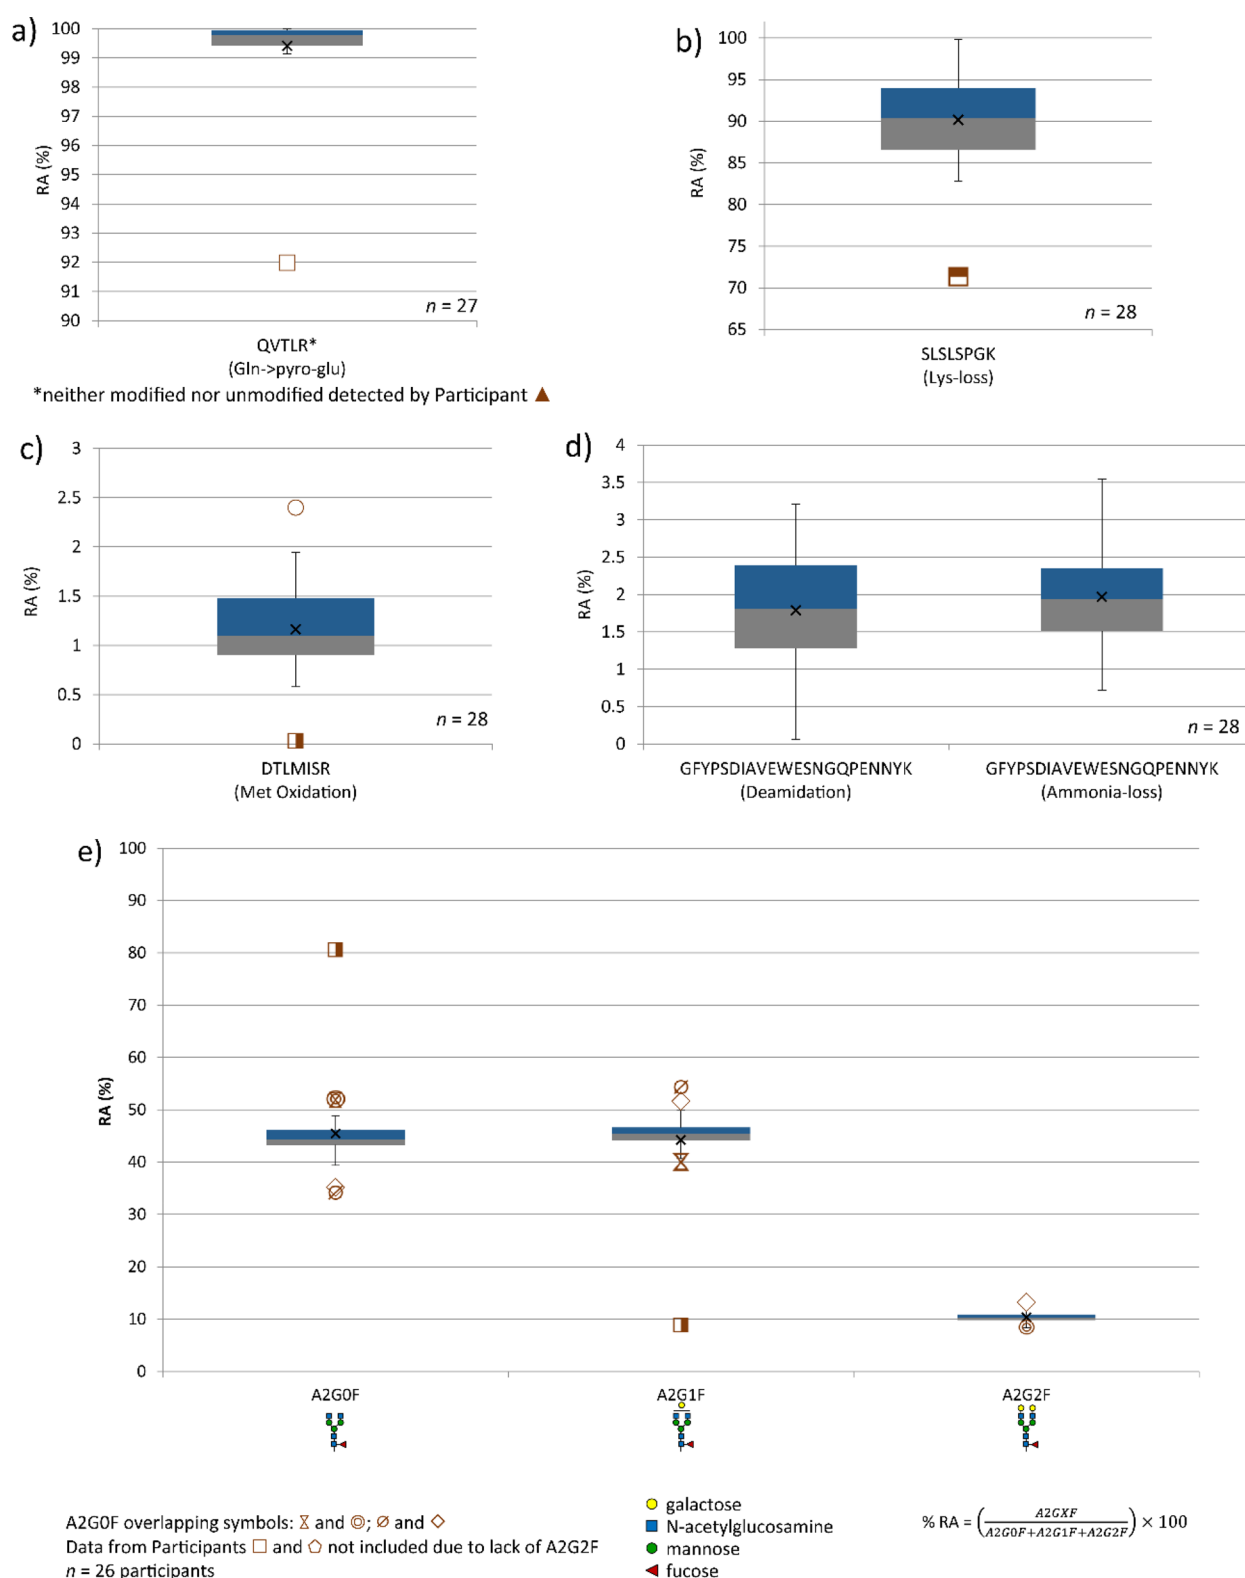 a)
100
99
98
97
96
95
94
93
92
91
90
RA (%)
n = 27
QVTLR*
(Gln->pyro-glu)
*neither modified nor unmodified detected by Participant
b)
100
95
90
85
80
75
70
65
RA (%)
n = 28
SLSLSPGK
(Lys-loss)
c)
3
2.5
2
1.5
1
0.5
0
RA (%)
n = 28
DTLMISR
(Met Oxidation)
d)
4
3.5
3
2.5
2
1.5
1
0.5
0
RA (%)
n = 28
GFYPSDIAVEWESNGQPENNYK
(Deamidation)
GFYPSDIAVEWESNGQPENNYK
(Ammonia-loss)
e)
100
90
80
70
60
50
40
30
20
10
0
RA (%)
A2G0F
A2G1F
A2G2F
A2G0F overlapping symbols: and ; and
Data from Participants and not included due to lack of A2G2F
n = 26 participants
galactose
N-acetylglucosamine
mannose
fucose
% RA = (A2GXF / A2G0F+A2G1F+A2G2F) × 100